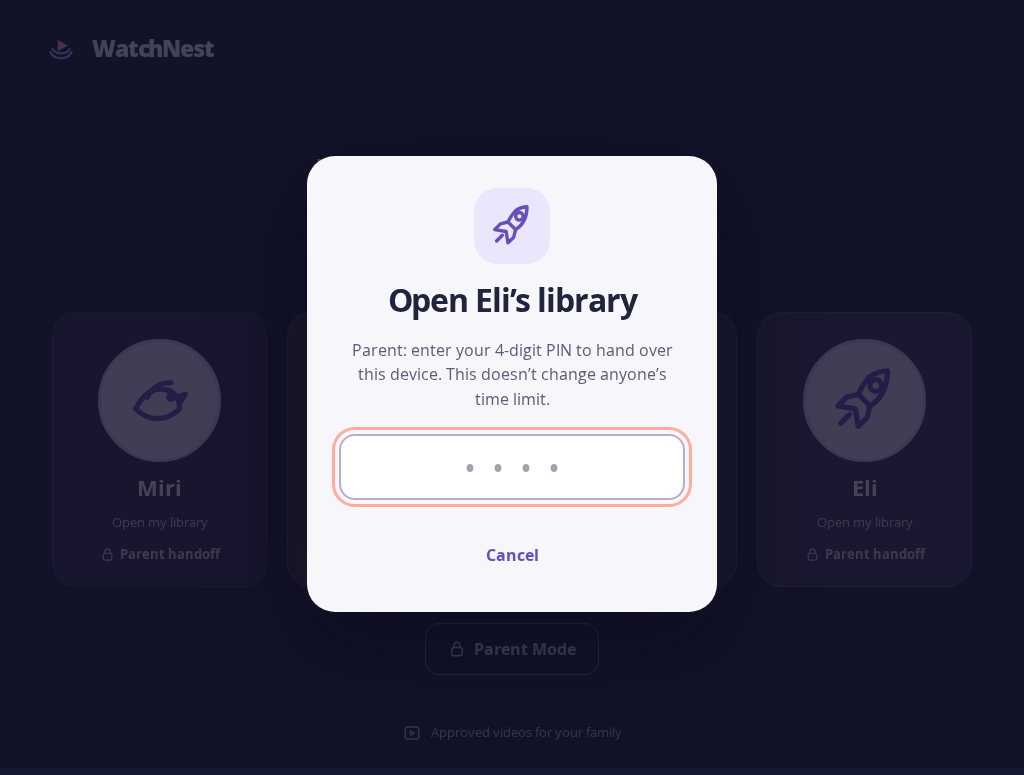 WatchNest
Open Eli’s library
Parent: enter your 4-digit PIN to hand over
this device. This doesn’t change anyone’s
time limit.
Cancel
Miri
Open my library
Parent handoff
Eli
Open my library
Parent handoff
Parent Mode
Approved videos for your family